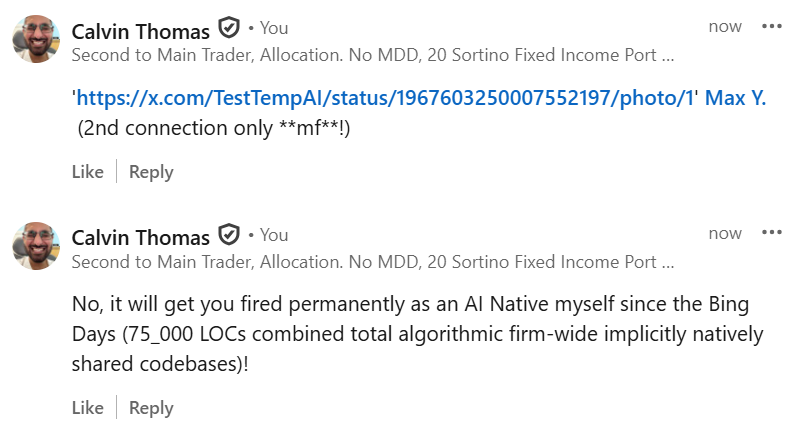 Calvin Thomas • You now •••
Second to Main Trader, Allocation. No MDD, 20 Sortino Fixed Income Port ...
'https://x.com/TestTempAI/status/1967603250007552197/photo/1' Max Y.
(2nd connection only **mf**!)
Like Reply
Calvin Thomas • You now •••
Second to Main Trader, Allocation. No MDD, 20 Sortino Fixed Income Port ...
No, it will get you fired permanently as an AI Native myself since the Bing
Days (75_000 LOCs combined total algorithmic firm-wide implicitly natively
shared codebases)!
Like Reply